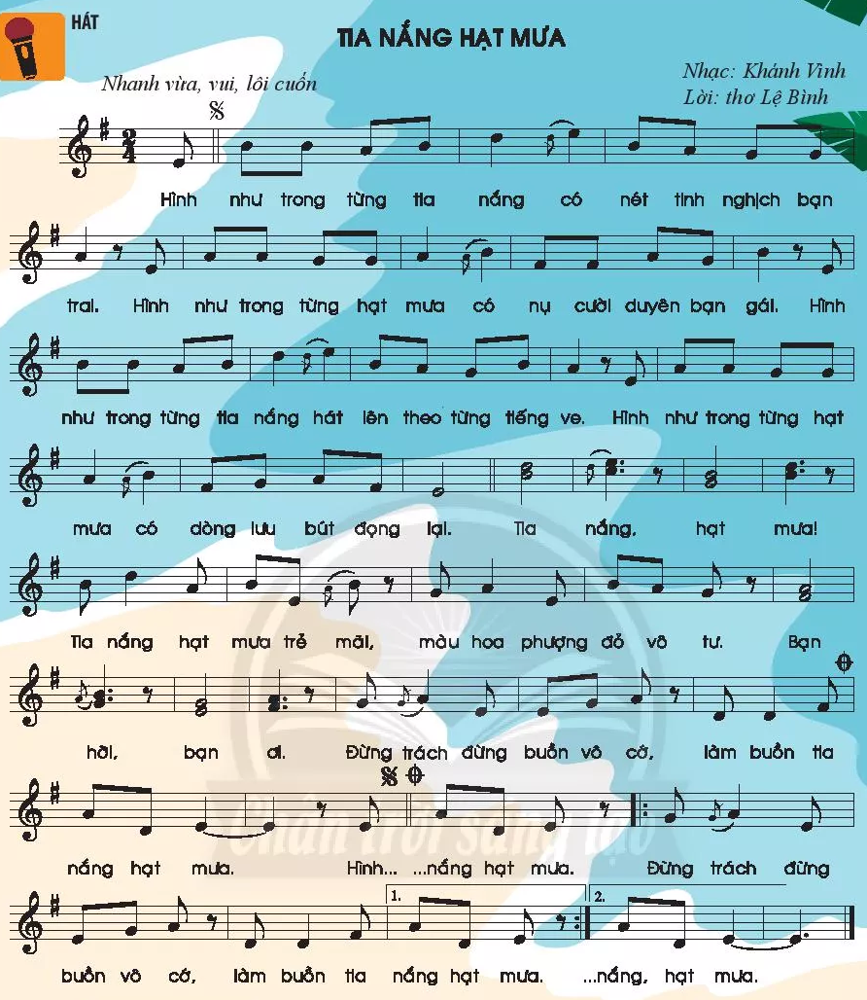 HÁT
TIA NẮNG HẠT MƯA
Nhanh vừa, vui, lôi cuốn
Nhạc: Khánh Vinh
Lời: thơ Lệ Bình
2
4
Hình như trong từng tia nắng có nét tinh nghịch bạn
trai. Hình như trong từng hạt mưa có nụ cười duyên bạn gái. Hình
như trong từng tia nắng hát lên theo từng tiếng ve. Hình như trong từng hạt
mưa có dòng lưu bút đọng lại. Tia nắng, hạt mưa!
Tia nắng hạt mưa trẻ mãi, màu hoa phượng đỏ vô tư. Bạn
hời, bạn ơi. Đừng trách đừng buồn vô cớ, làm buồn tia
nắng hạt mưa. Hình... ...nắng hạt mưa. Đừng trách đừng
1.
2.
buồn vô cớ, làm buồn tia nắng hạt mưa. ...nắng, hạt mưa.
Chân trời sáng tạo